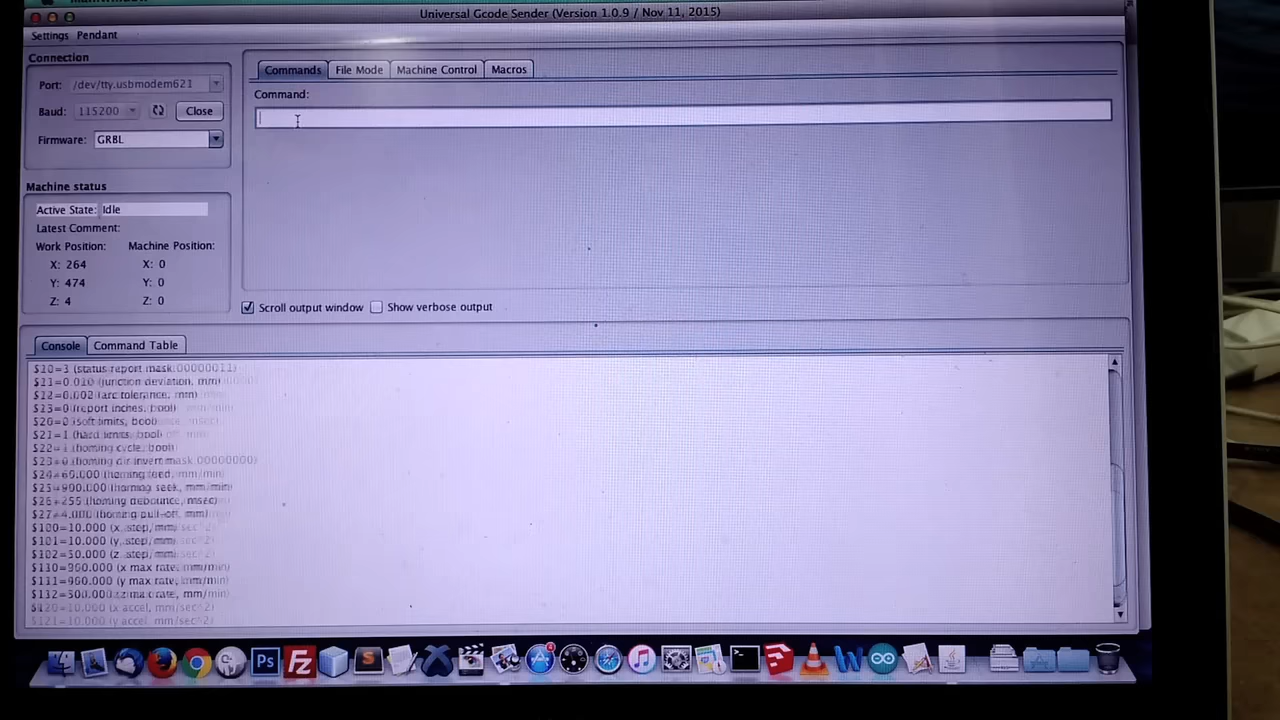 Universal Gcode Sender (Version 1.0.9 / Nov 11, 2015)
Settings Pendant
Connection
Port: /dev/tty.usbmodem621
Baud: 115200 Close
Firmware: GRBL
Machine status
Active State: Idle
Latest Comment:
Work Position: Machine Position:
X: 264 X: 0
Y: 474 Y: 0
Z: 4 Z: 0
Commands File Mode Machine Control Macros
Command:
Scroll output window Show verbose output
Console Command Table
$10=3 (status report mask:00000011)
$11=0.010 (junction deviation, mm)
$12=0.002 (arc tolerance, mm)
$13=0 (report inches, bool)
$20=0 (soft limits, bool)
$21=1 (hard limits, bool)
$22=1 (homing cycle, bool)
$23=0 (homing dir invert mask:00000000)
$24=60.000 (homing feed, mm/min)
$25=900.000 (homing seek, mm/min)
$26=255 (homing debounce, msec)
$27=4.000 (homing pull-off, mm)
$100=10.000 (x, step/mm)
$101=10.000 (y, step/mm)
$102=50.000 (z, step/mm)
$110=900.000 (x max rate, mm/min)
$111=900.000 (y max rate, mm/min)
$112=500.000 (z max rate, mm/min)
$120=10.000 (x accel, mm/sec^2)
$121=10.000 (y accel, mm/sec^2)
Ps
Fz
S
W